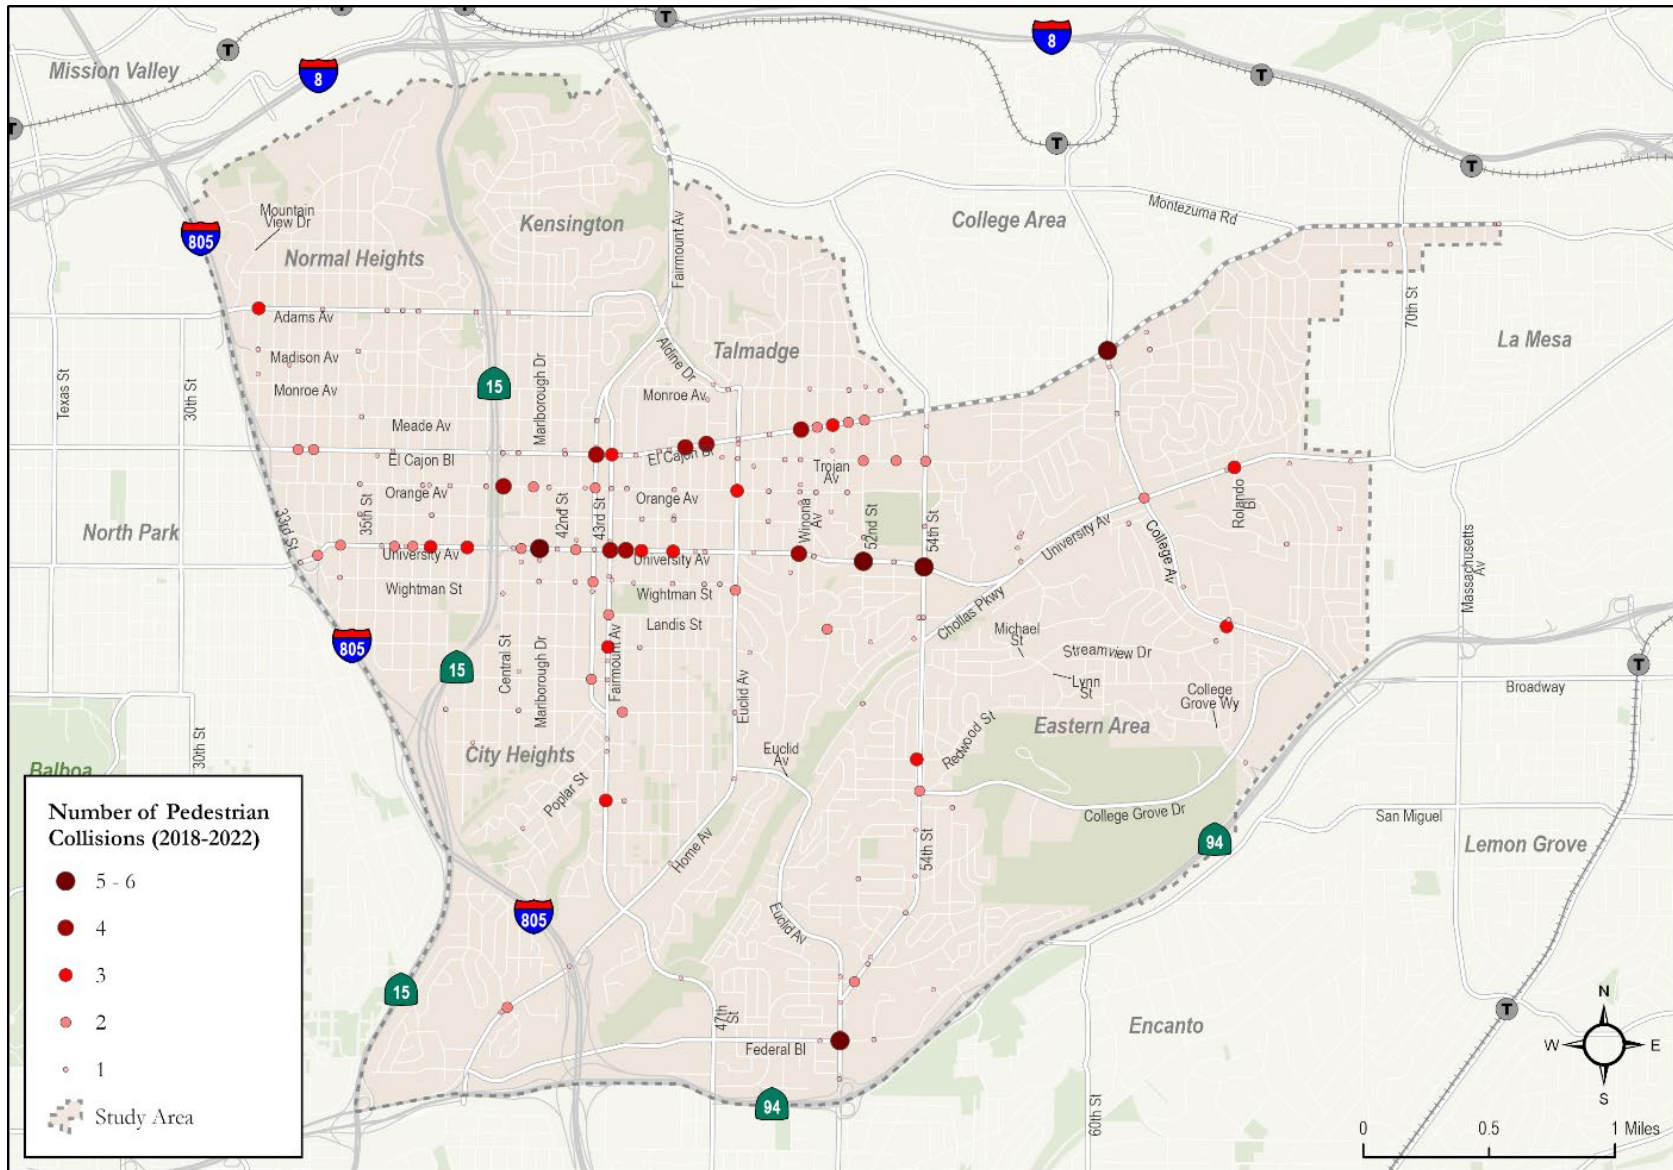 8
8
Mission Valley
805
Mountain
View Dr
Normal Heights
Kensington
Fairmount Av
College Area
Montezuma Rd
70th St
La Mesa
Adams Av
Madison Av
Monroe Av
Texas St
30th St
15
Marlborough Dr
Aldine Dr
Talmadge
Monroe Av
Meade Av
El Cajon Bl
El Cajon Bl
Trojan
Av
Orange Av
Orange Av
North Park
33rd St
35th St
42nd St
43rd St
Winona
Av
52nd St
54th St
University Av
University Av
University Av
College Av
Rolando
Bl
Massachusetts
Av
Wightman St
Wightman St
Landis St
Chollas Pkwy
Michael
St
Streamview Dr
Lynn
St
College
Grove Wy
Broadway
805
15
Central St
Marlborough Dr
Fairmount Av
Euclid Av
Euclid
Av
Redwood St
Eastern Area
City Heights
Poplar St
Home Av
30th St
Balboa
College Grove Dr
54th St
94
San Miguel
Lemon Grove
805
Euclid Av
15
47th
St
Federal Bl
94
Encanto
60th St
Number of Pedestrian
Collisions (2018-2022)
5 - 6
4
3
2
1
Study Area
N
W
E
S
0
0.5
1 Miles
T
T
T
T
T
T
T
T
T
T